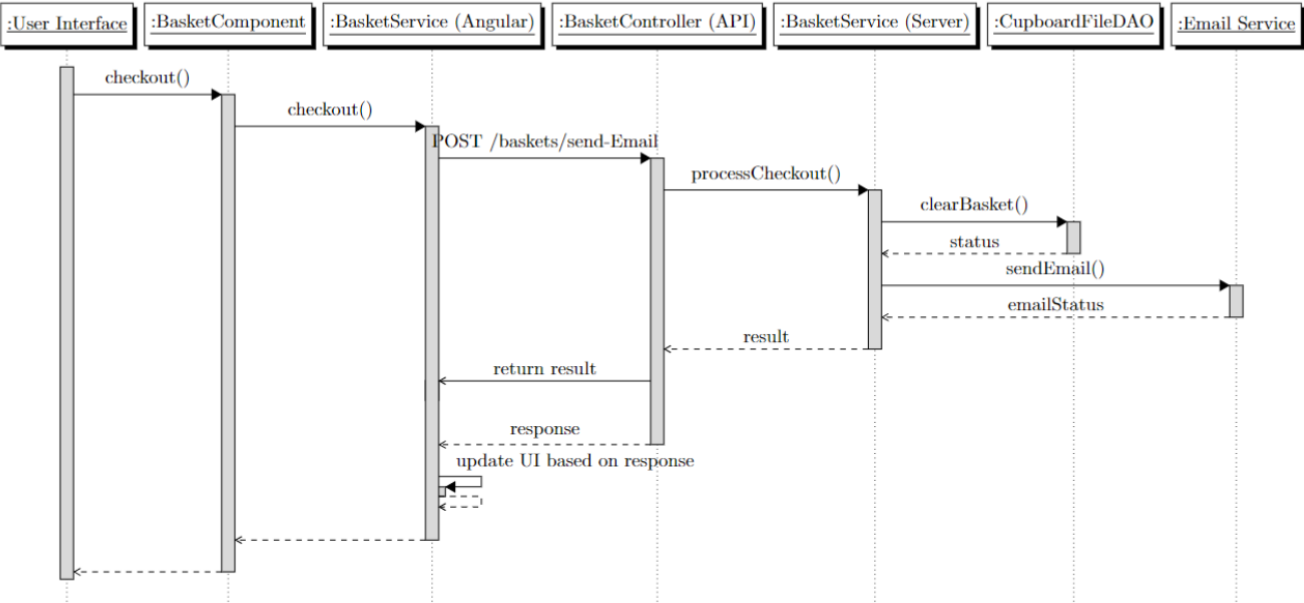 :User Interface
:BasketComponent
:BasketService (Angular)
:BasketController (API)
:BasketService (Server)
:CupboardFileDAO
:Email Service
checkout()
checkout()
POST /baskets/send-Email
processCheckout()
clearBasket()
status
sendEmail()
emailStatus
result
return result
response
update UI based on response